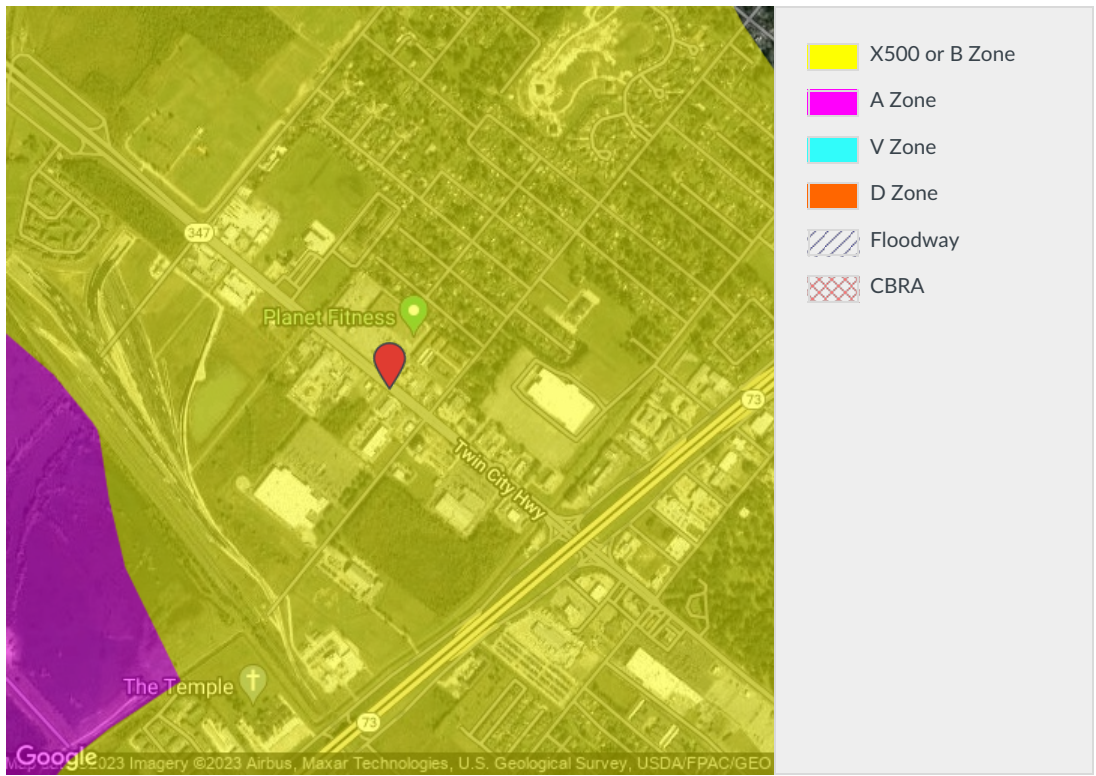 347
Planet Fitness
73
Twin City Hwy
The Temple
73
Google
2023 Imagery ©2023 Airbus, Maxar Technologies, U.S. Geological Survey, USDA/FPAC/GEO
X500 or B Zone
A Zone
V Zone
D Zone
Floodway
CBRA